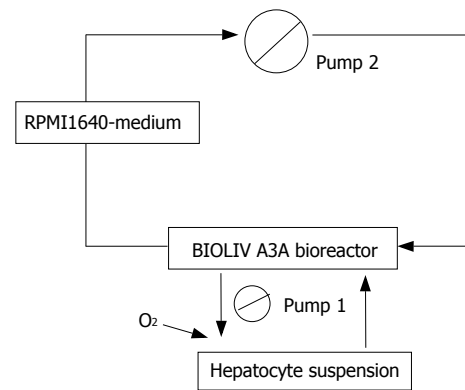 Pump 2
RPMI1640-medium
BIOLIV A3A bioreactor
Pump 1
O₂
Hepatocyte suspension